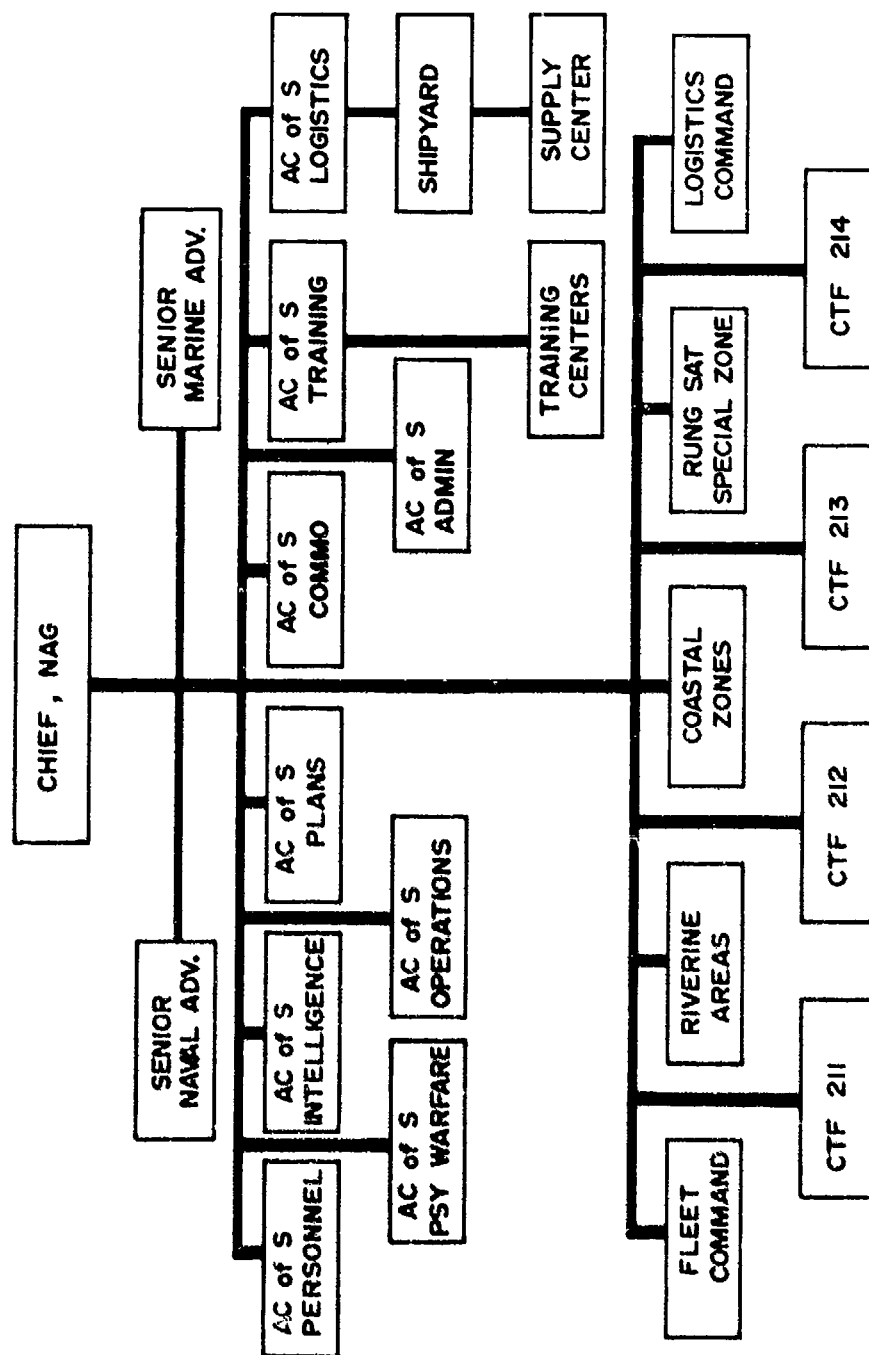 CHIEF, NAG
SENIOR
NAVAL ADV.
SENIOR
MARINE ADV.
AC of S
PERSONNEL
AC of S
INTELLIGENCE
AC of S
PLANS
AC of S
COMMO
AC of S
TRAINING
AC of S
LOGISTICS
AC of S
PSY WARFARE
AC of S
OPERATIONS
AC of S
ADMIN
SHIPYARD
TRAINING
CENTERS
SUPPLY
CENTER
FLEET
COMMAND
RIVERINE
AREAS
COASTAL
ZONES
RUNG SAT
SPECIAL ZONE
LOGISTICS
COMMAND
CTF 211
CTF 212
CTF 213
CTF 214